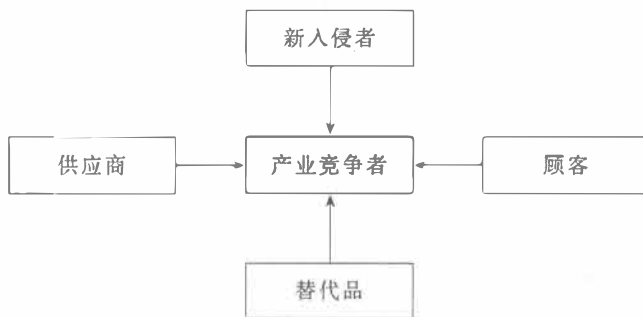 新入侵者
供应商
产业竞争者
顾客
替代品